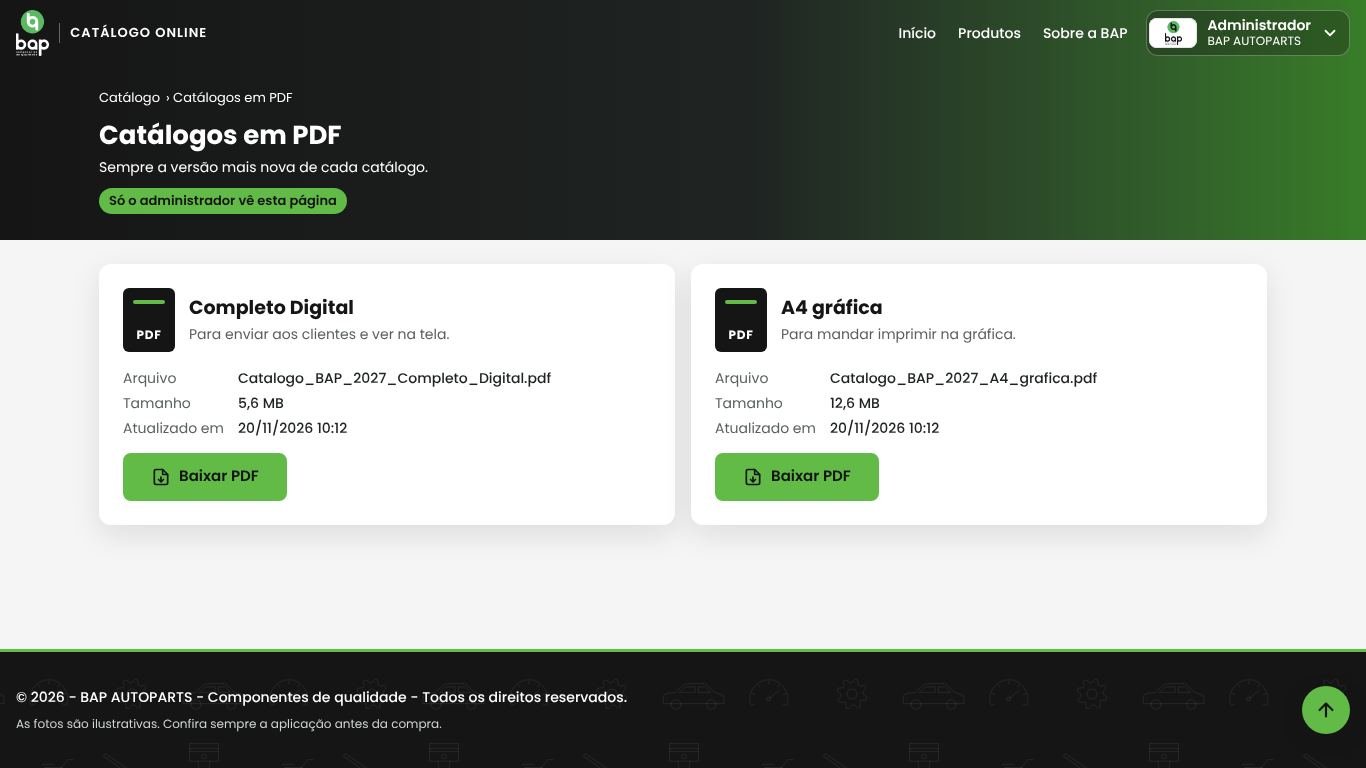 bap
CATÁLOGO ONLINE
Início
Produtos
Sobre a BAP
bap
Administrador
BAP AUTOPARTS
Catálogo › Catálogos em PDF
Catálogos em PDF
Sempre a versão mais nova de cada catálogo.
Só o administrador vê esta página
PDF
Completo Digital
Para enviar aos clientes e ver na tela.
Arquivo Catalogo_BAP_2027_Completo_Digital.pdf
Tamanho 5,6 MB
Atualizado em 20/11/2026 10:12
Baixar PDF
PDF
A4 gráfica
Para mandar imprimir na gráfica.
Arquivo Catalogo_BAP_2027_A4_grafica.pdf
Tamanho 12,6 MB
Atualizado em 20/11/2026 10:12
Baixar PDF
© 2026 - BAP AUTOPARTS - Componentes de qualidade - Todos os direitos reservados.
As fotos são ilustrativas. Confira sempre a aplicação antes da compra.